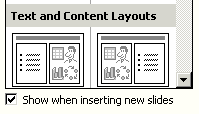 Text and Content Layouts
Show when inserting new slides